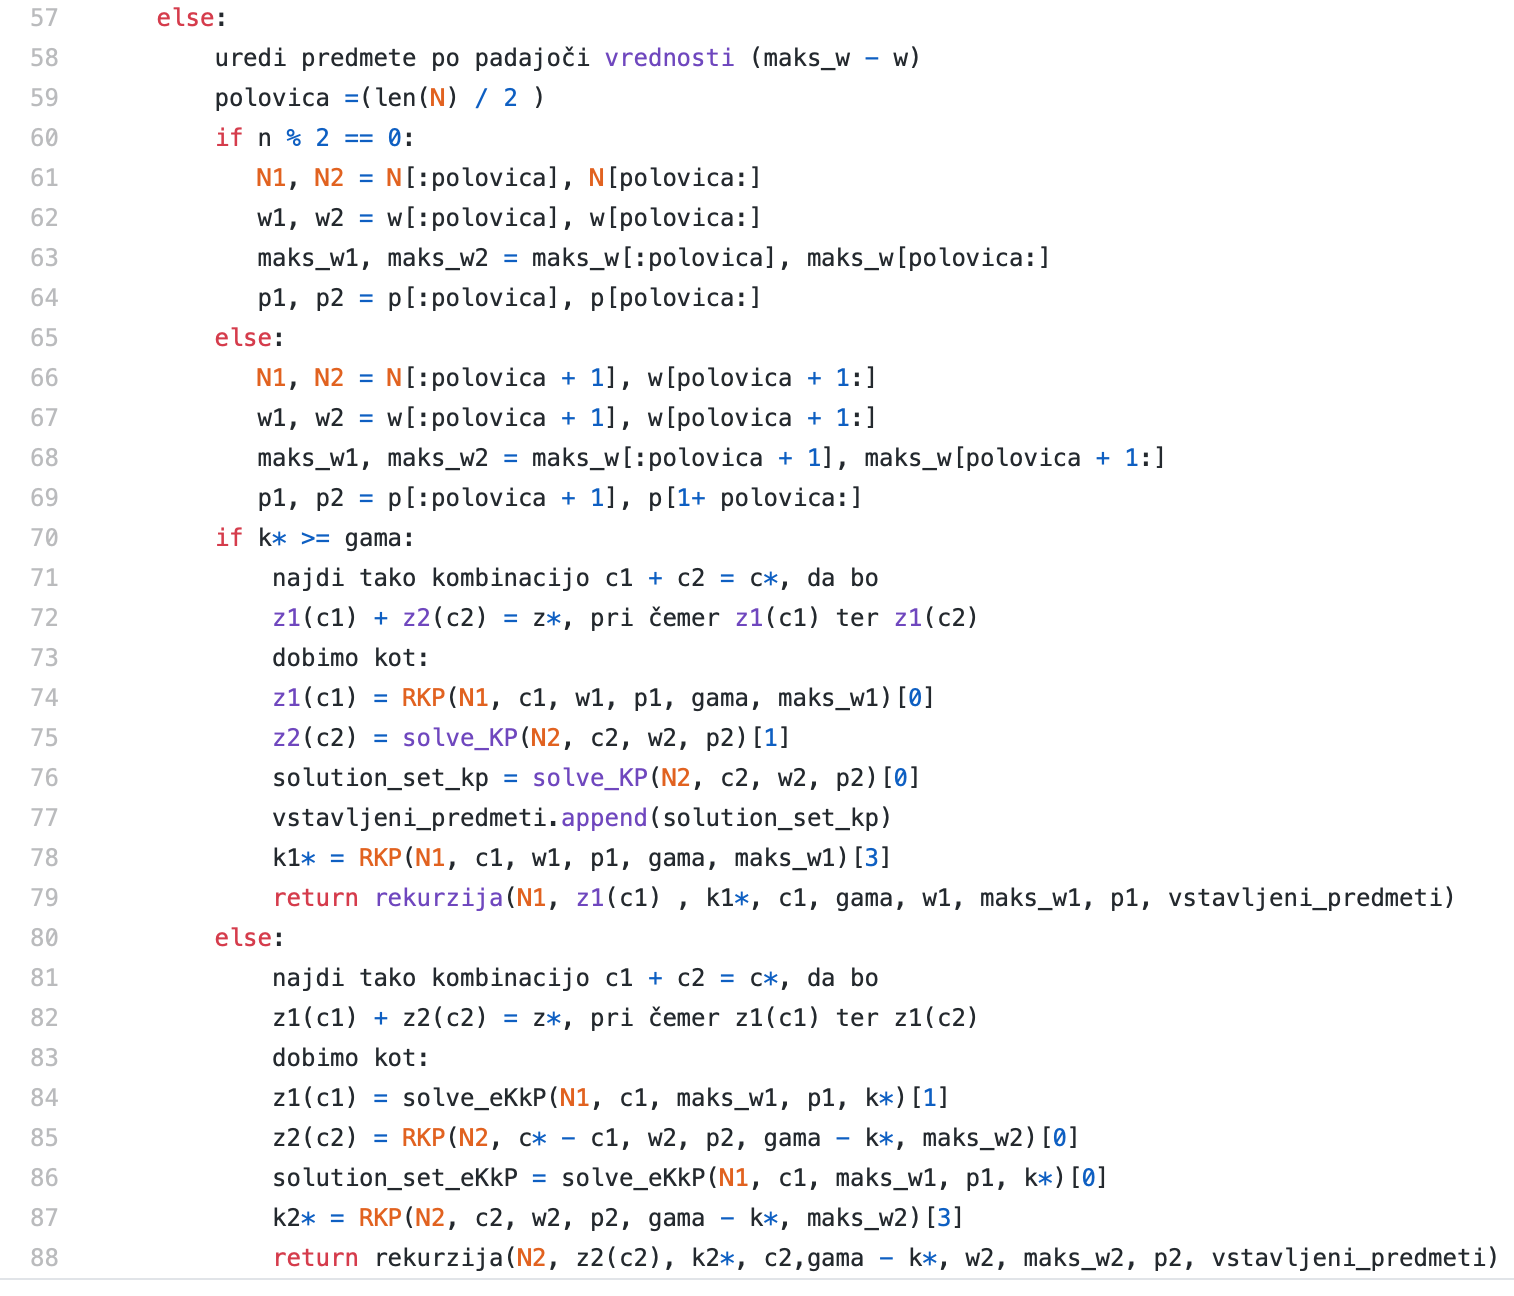 57 else:
58 uredi predmete po padajoči vrednosti (maks_w − w)
59 polovica =(len(N) / 2 )
60 if n % 2 == 0:
61 N1, N2 = N[:polovica], N[polovica:]
62 w1, w2 = w[:polovica], w[polovica:]
63 maks_w1, maks_w2 = maks_w[:polovica], maks_w[polovica:]
64 p1, p2 = p[:polovica], p[polovica:]
65 else:
66 N1, N2 = N[:polovica + 1], w[polovica + 1:]
67 w1, w2 = w[:polovica + 1], w[polovica + 1:]
68 maks_w1, maks_w2 = maks_w[:polovica + 1], maks_w[polovica + 1:]
69 p1, p2 = p[:polovica + 1], p[1+ polovica:]
70 if k* >= gama:
71 najdi tako kombinacijo c1 + c2 = c*, da bo
72 z1(c1) + z2(c2) = z*, pri čemer z1(c1) ter z1(c2)
73 dobimo kot:
74 z1(c1) = RKP(N1, c1, w1, p1, gama, maks_w1)[0]
75 z2(c2) = solve_KP(N2, c2, w2, p2)[1]
76 solution_set_kp = solve_KP(N2, c2, w2, p2)[0]
77 vstavljeni_predmeti.append(solution_set_kp)
78 k1* = RKP(N1, c1, w1, p1, gama, maks_w1)[3]
79 return rekurzija(N1, z1(c1) , k1*, c1, gama, w1, maks_w1, p1, vstavljeni_predmeti)
80 else:
81 najdi tako kombinacijo c1 + c2 = c*, da bo
82 z1(c1) + z2(c2) = z*, pri čemer z1(c1) ter z1(c2)
83 dobimo kot:
84 z1(c1) = solve_eKkP(N1, c1, maks_w1, p1, k*)[1]
85 z2(c2) = RKP(N2, c* − c1, w2, p2, gama − k*, maks_w2)[0]
86 solution_set_eKkP = solve_eKkP(N1, c1, maks_w1, p1, k*)[0]
87 k2* = RKP(N2, c2, w2, p2, gama − k*, maks_w2)[3]
88 return rekurzija(N2, z2(c2), k2*, c2,gama − k*, w2, maks_w2, p2, vstavljeni_predmeti)